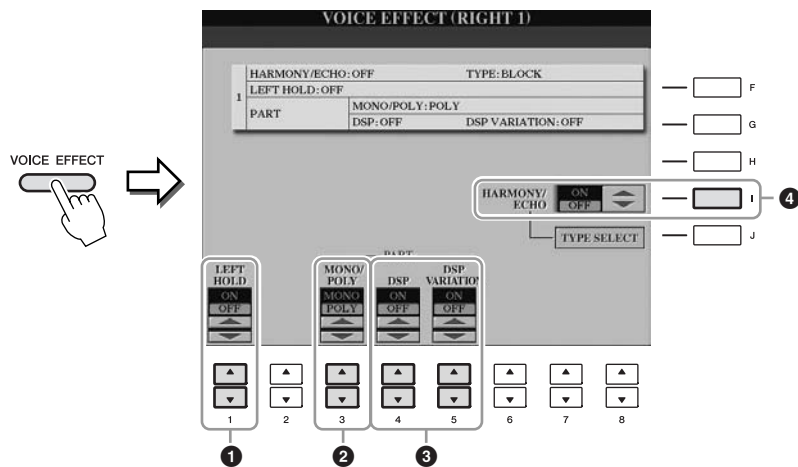 VOICE EFFECT (RIGHT 1)
HARMONY/ECHO:OFF TYPE:BLOCK
1
LEFT HOLD:OFF
PART
MONO/POLY:POLY
DSP:OFF DSP VARIATION:OFF
F
G
H
VOICE EFFECT
HARMONY/
ECHO
ON
OFF
I
4
TYPE SELECT
J
PART
LEFT
HOLD
ON
OFF
MONO/
POLY
MONO
POLY
DSP
ON
OFF
DSP
VARIATION
ON
OFF
1 2 3 4 5 6 7 8
1 2 3